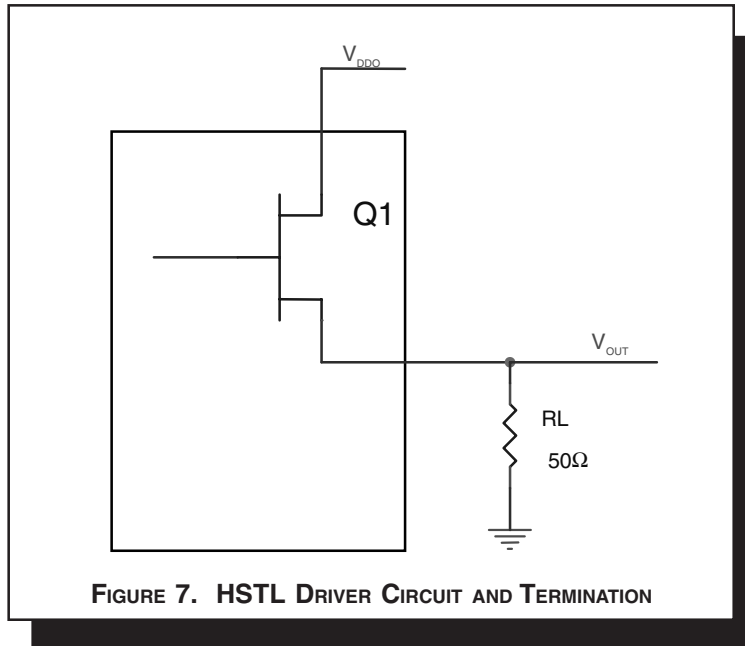 V_DDO
Q1
V_OUT
RL
50Ω
FIGURE 7. HSTL DRIVER CIRCUIT AND TERMINATION